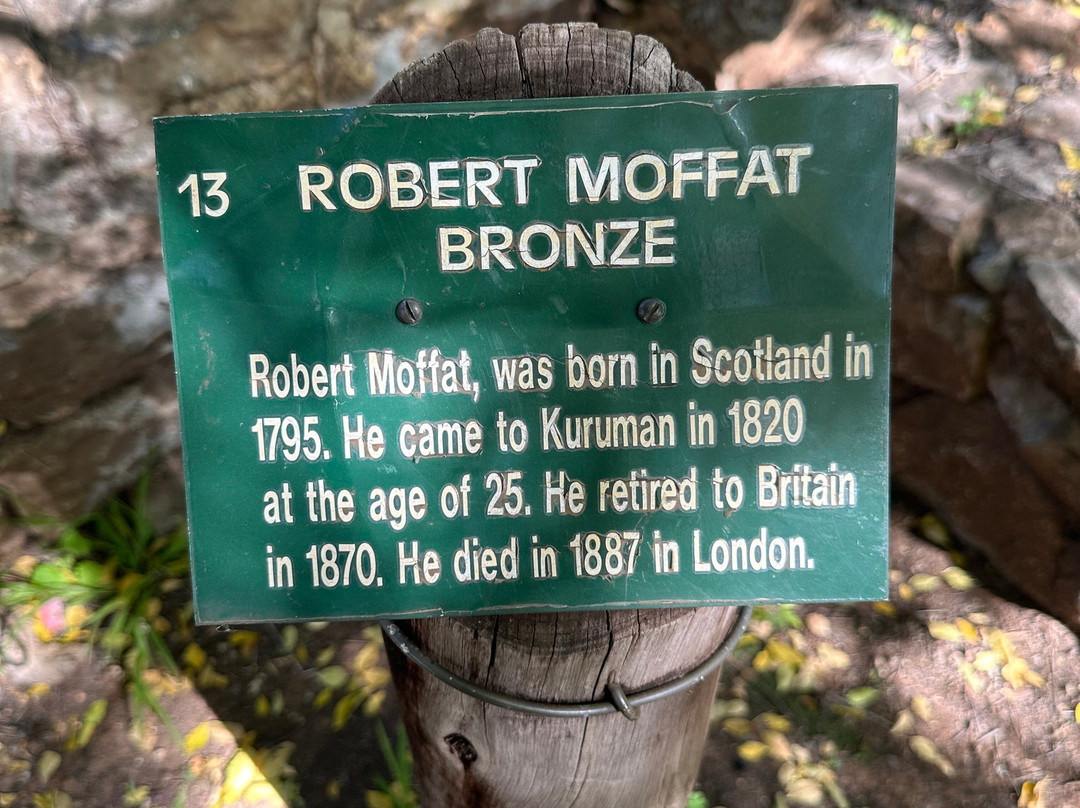 13 ROBERT MOFFAT
BRONZE
Robert Moffat, was born in Scotland in
1795. He came to Kuruman in 1820
at the age of 25. He retired to Britain
in 1870. He died in 1887 in London.